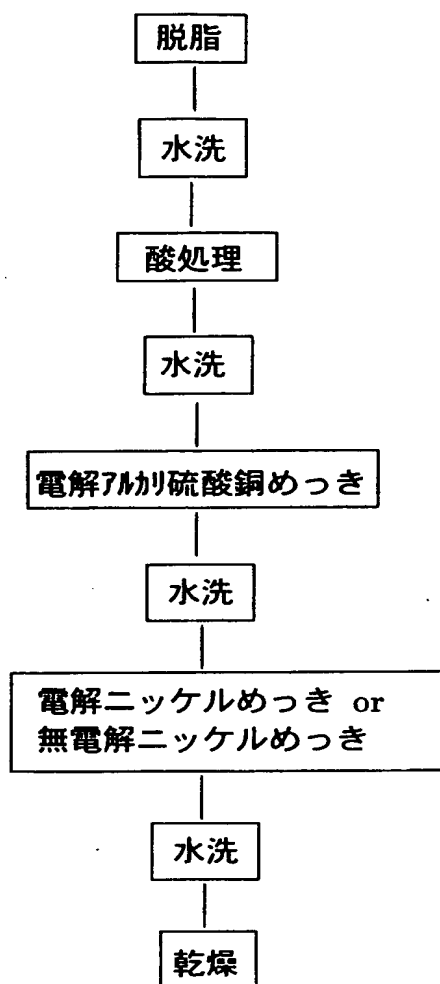 脱脂
水洗
酸処理
水洗
電解アルカリ硫酸銅めっき
水洗
電解ニッケルめっき or
無電解ニッケルめっき
水洗
乾燥